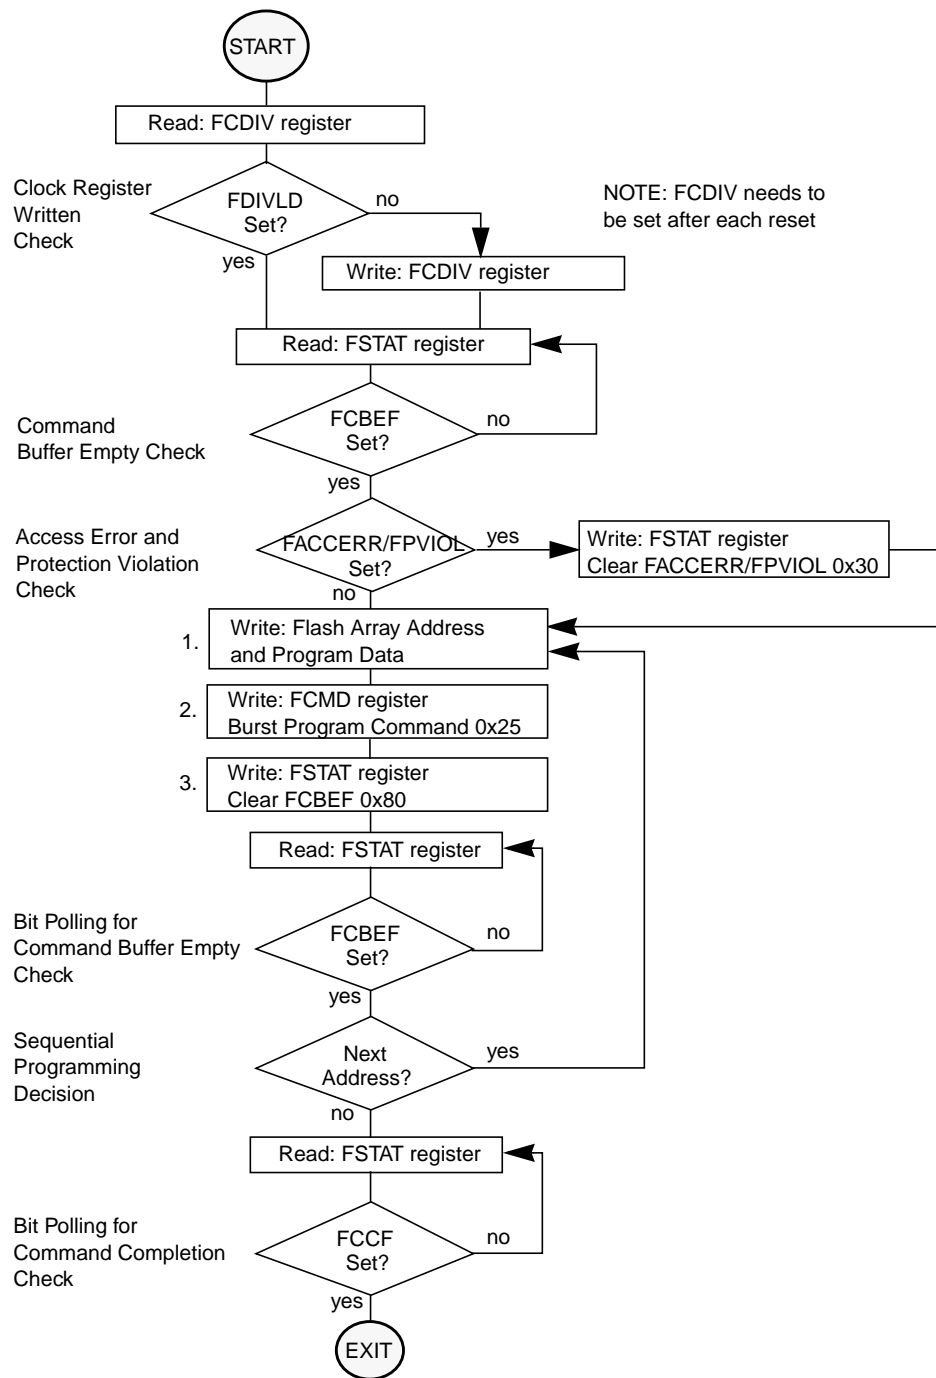 START
Read: FCDIV register
Clock Register
Written
Check
FDIVLD
Set?
no
yes
NOTE: FCDIV needs to
be set after each reset
Write: FCDIV register
Read: FSTAT register
Command
Buffer Empty Check
FCBEF
Set?
no
yes
Access Error and
Protection Violation
Check
FACCERR/FPVIOL
Set?
yes
no
Write: FSTAT register
Clear FACCERR/FPVIOL 0x30
1.
Write: Flash Array Address
and Program Data
2.
Write: FCMD register
Burst Program Command 0x25
3.
Write: FSTAT register
Clear FCBEF 0x80
Read: FSTAT register
Bit Polling for
Command Buffer Empty
Check
FCBEF
Set?
no
yes
Sequential
Programming
Decision
Next
Address?
yes
no
Read: FSTAT register
Bit Polling for
Command Completion
Check
FCCF
Set?
no
yes
EXIT